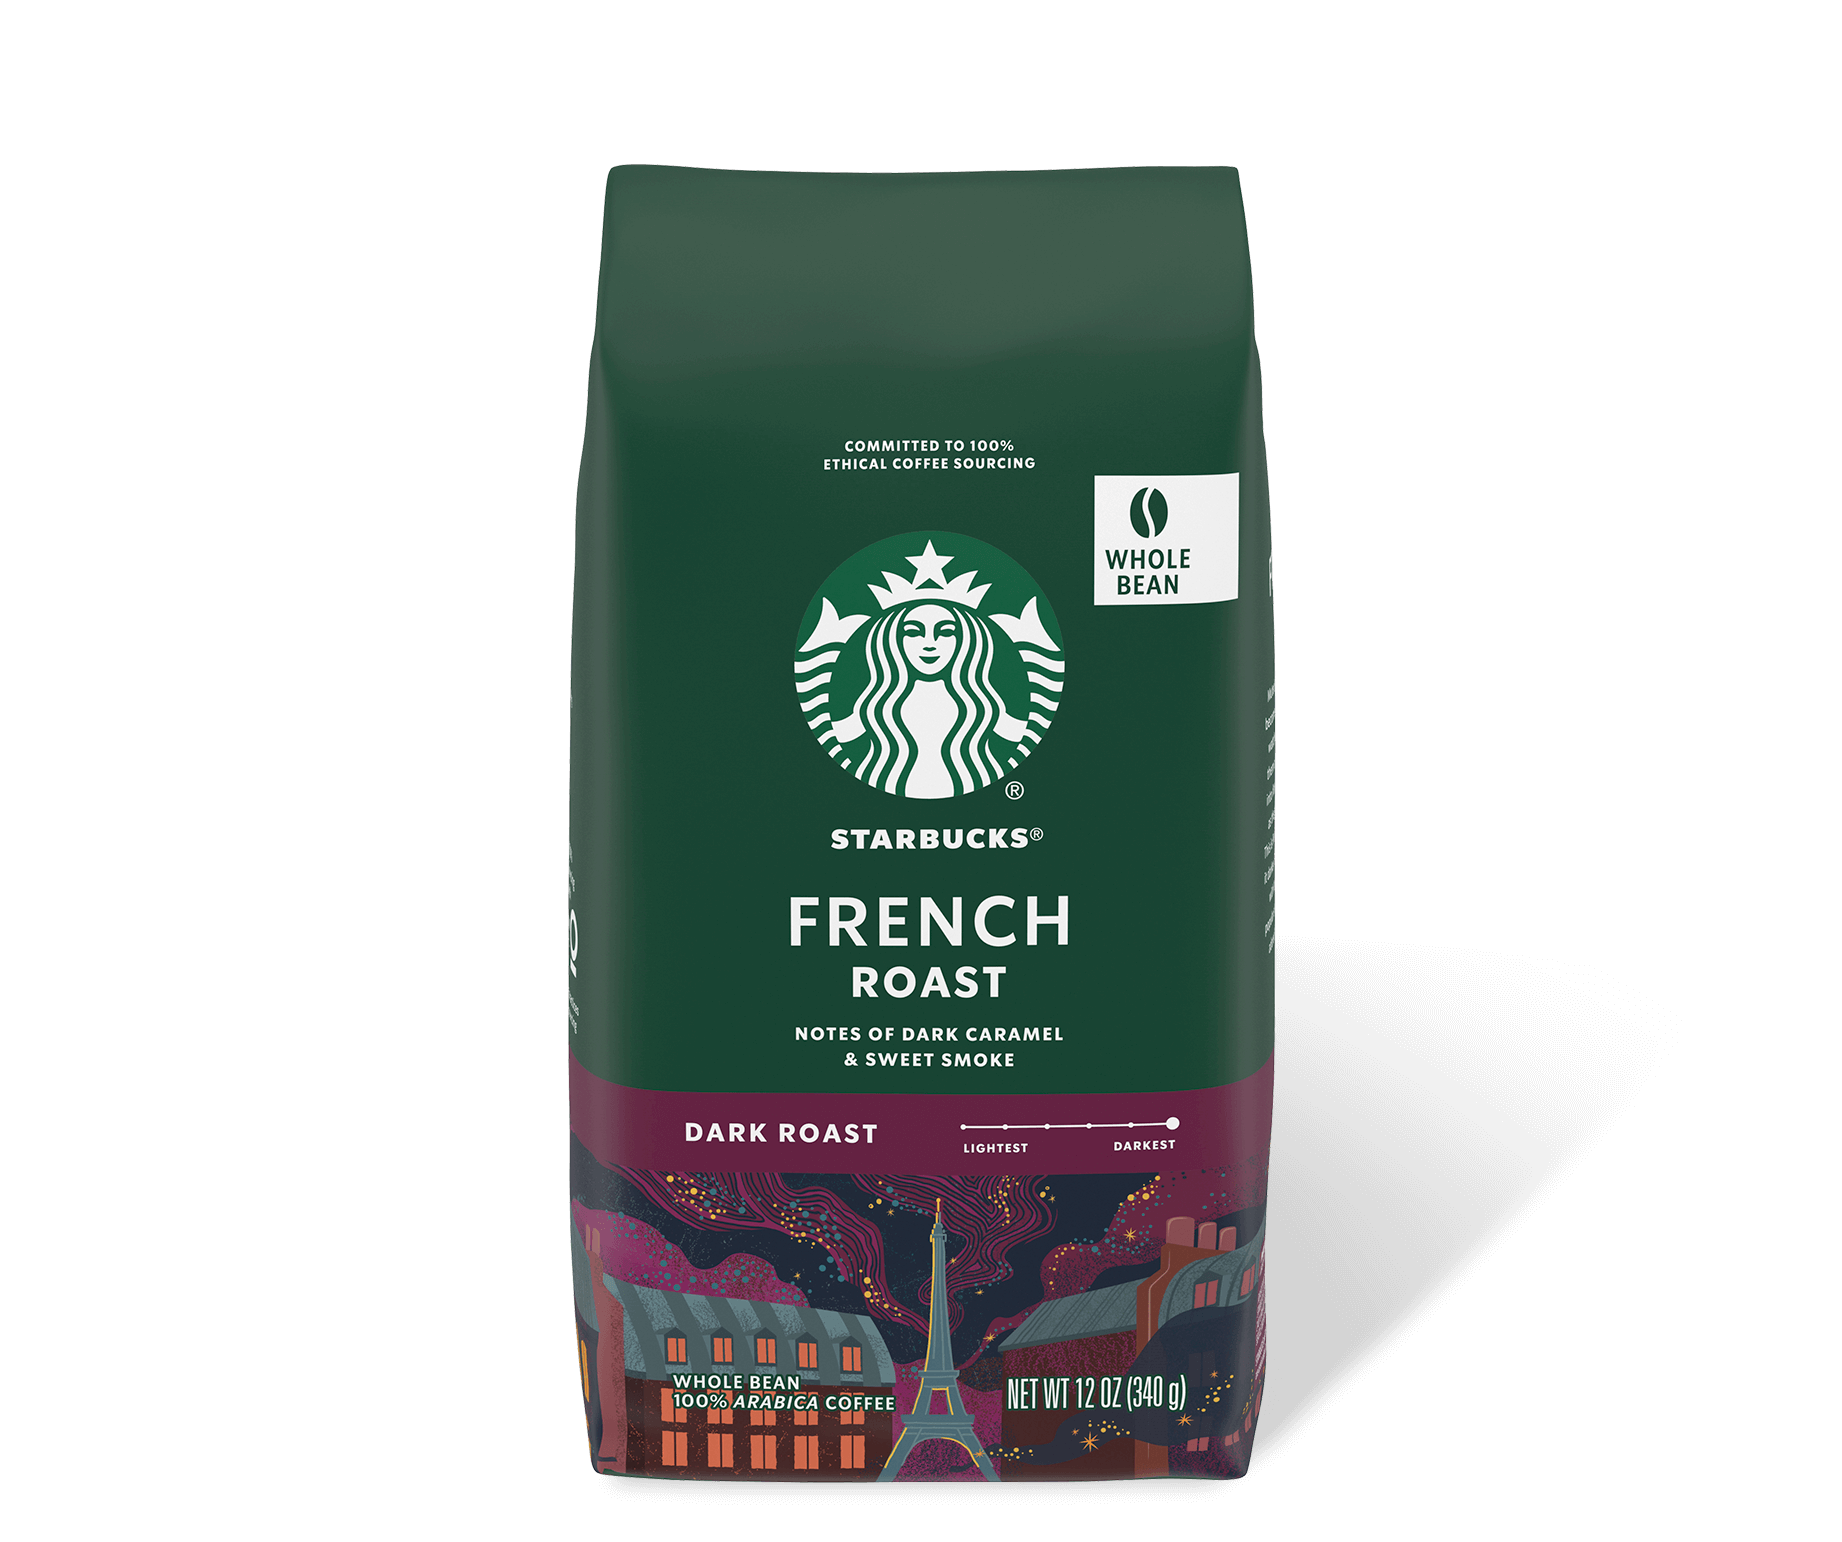 COMMITTED TO 100%
ETHICAL COFFEE SOURCING
WHOLE
BEAN
®
STARBUCKS®
FRENCH
ROAST
NOTES OF DARK CARAMEL
& SWEET SMOKE
DARK ROAST
LIGHTEST
DARKEST
WHOLE BEAN
100% ARABICA COFFEE
NET WT 12 OZ (340 g)